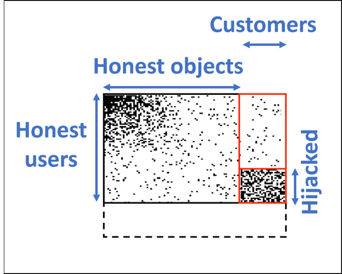 Customers
Honest objects
Honest
users
Hijacked